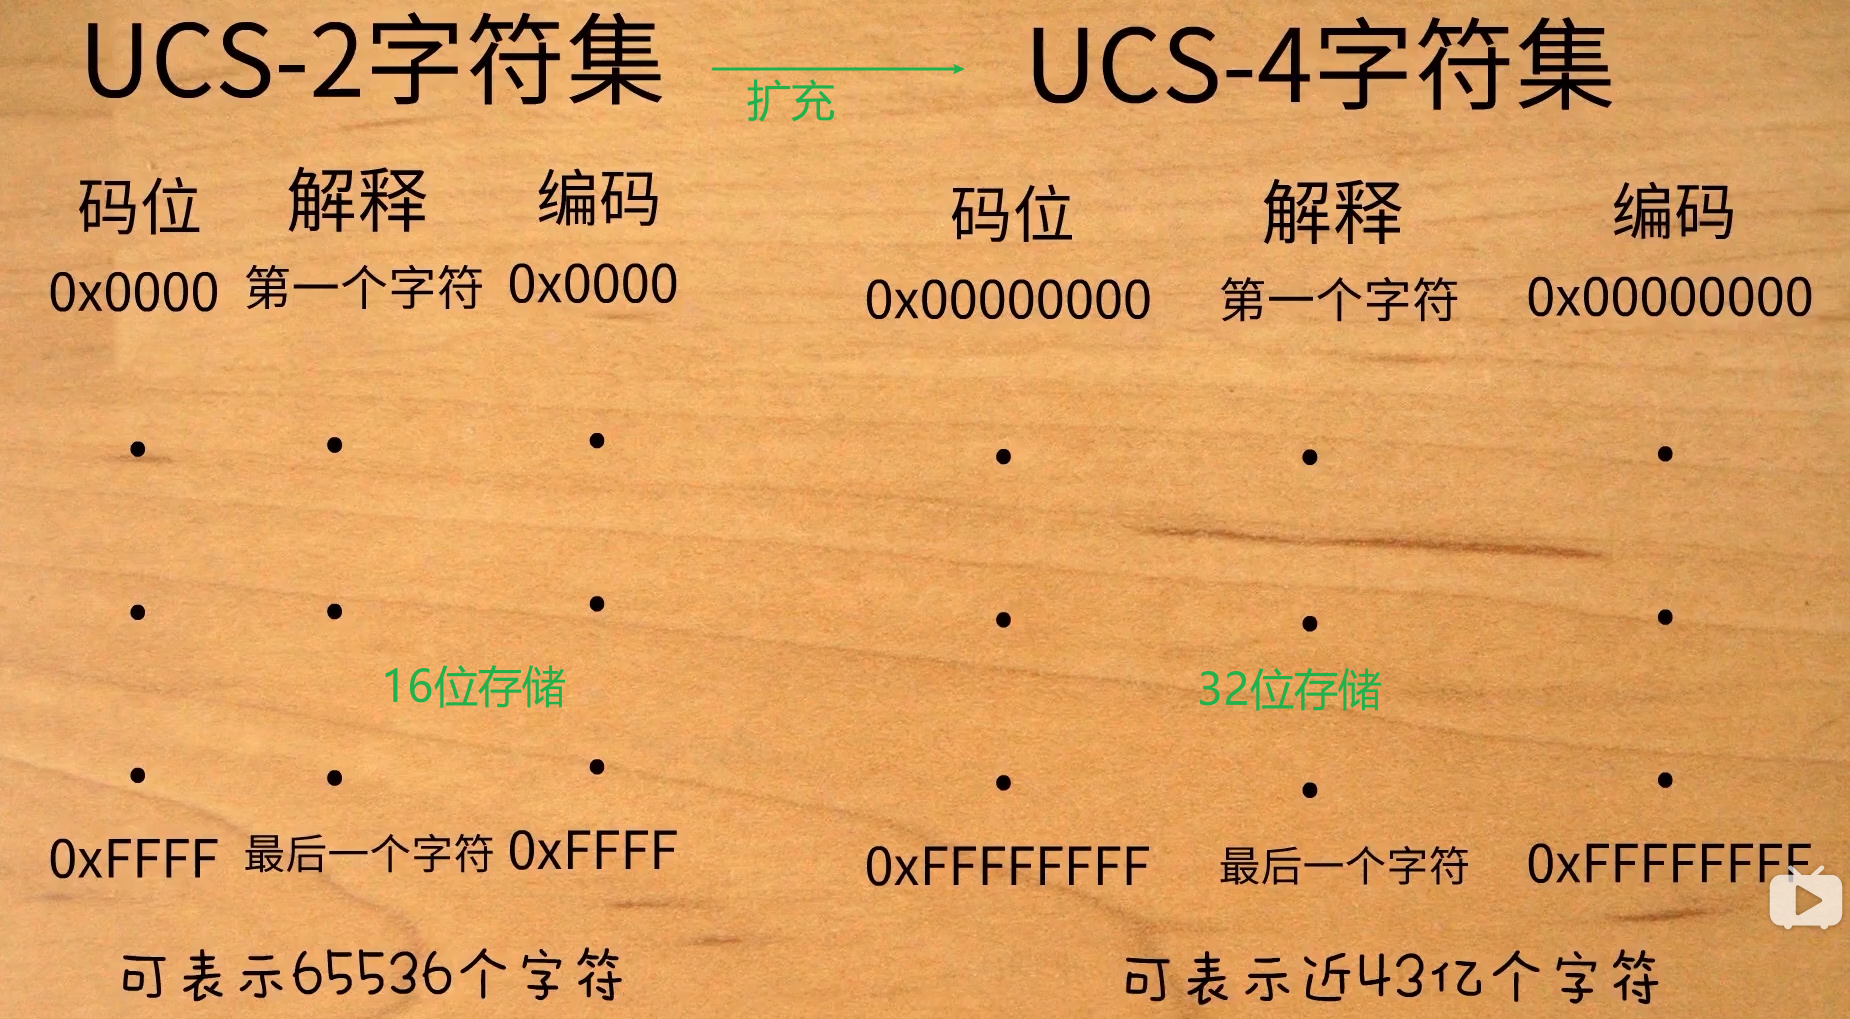 UCS-2字符集
扩充
UCS-4字符集
码位 解释 编码
0x0000 第一个字符 0x0000
16位存储
0xFFFF 最后一个字符 0xFFFF
可表示65536个字符
码位 解释 编码
0x00000000 第一个字符 0x00000000
32位存储
0xFFFFFFFF 最后一个字符 0xFFFFFFFF
可表示近43亿个字符